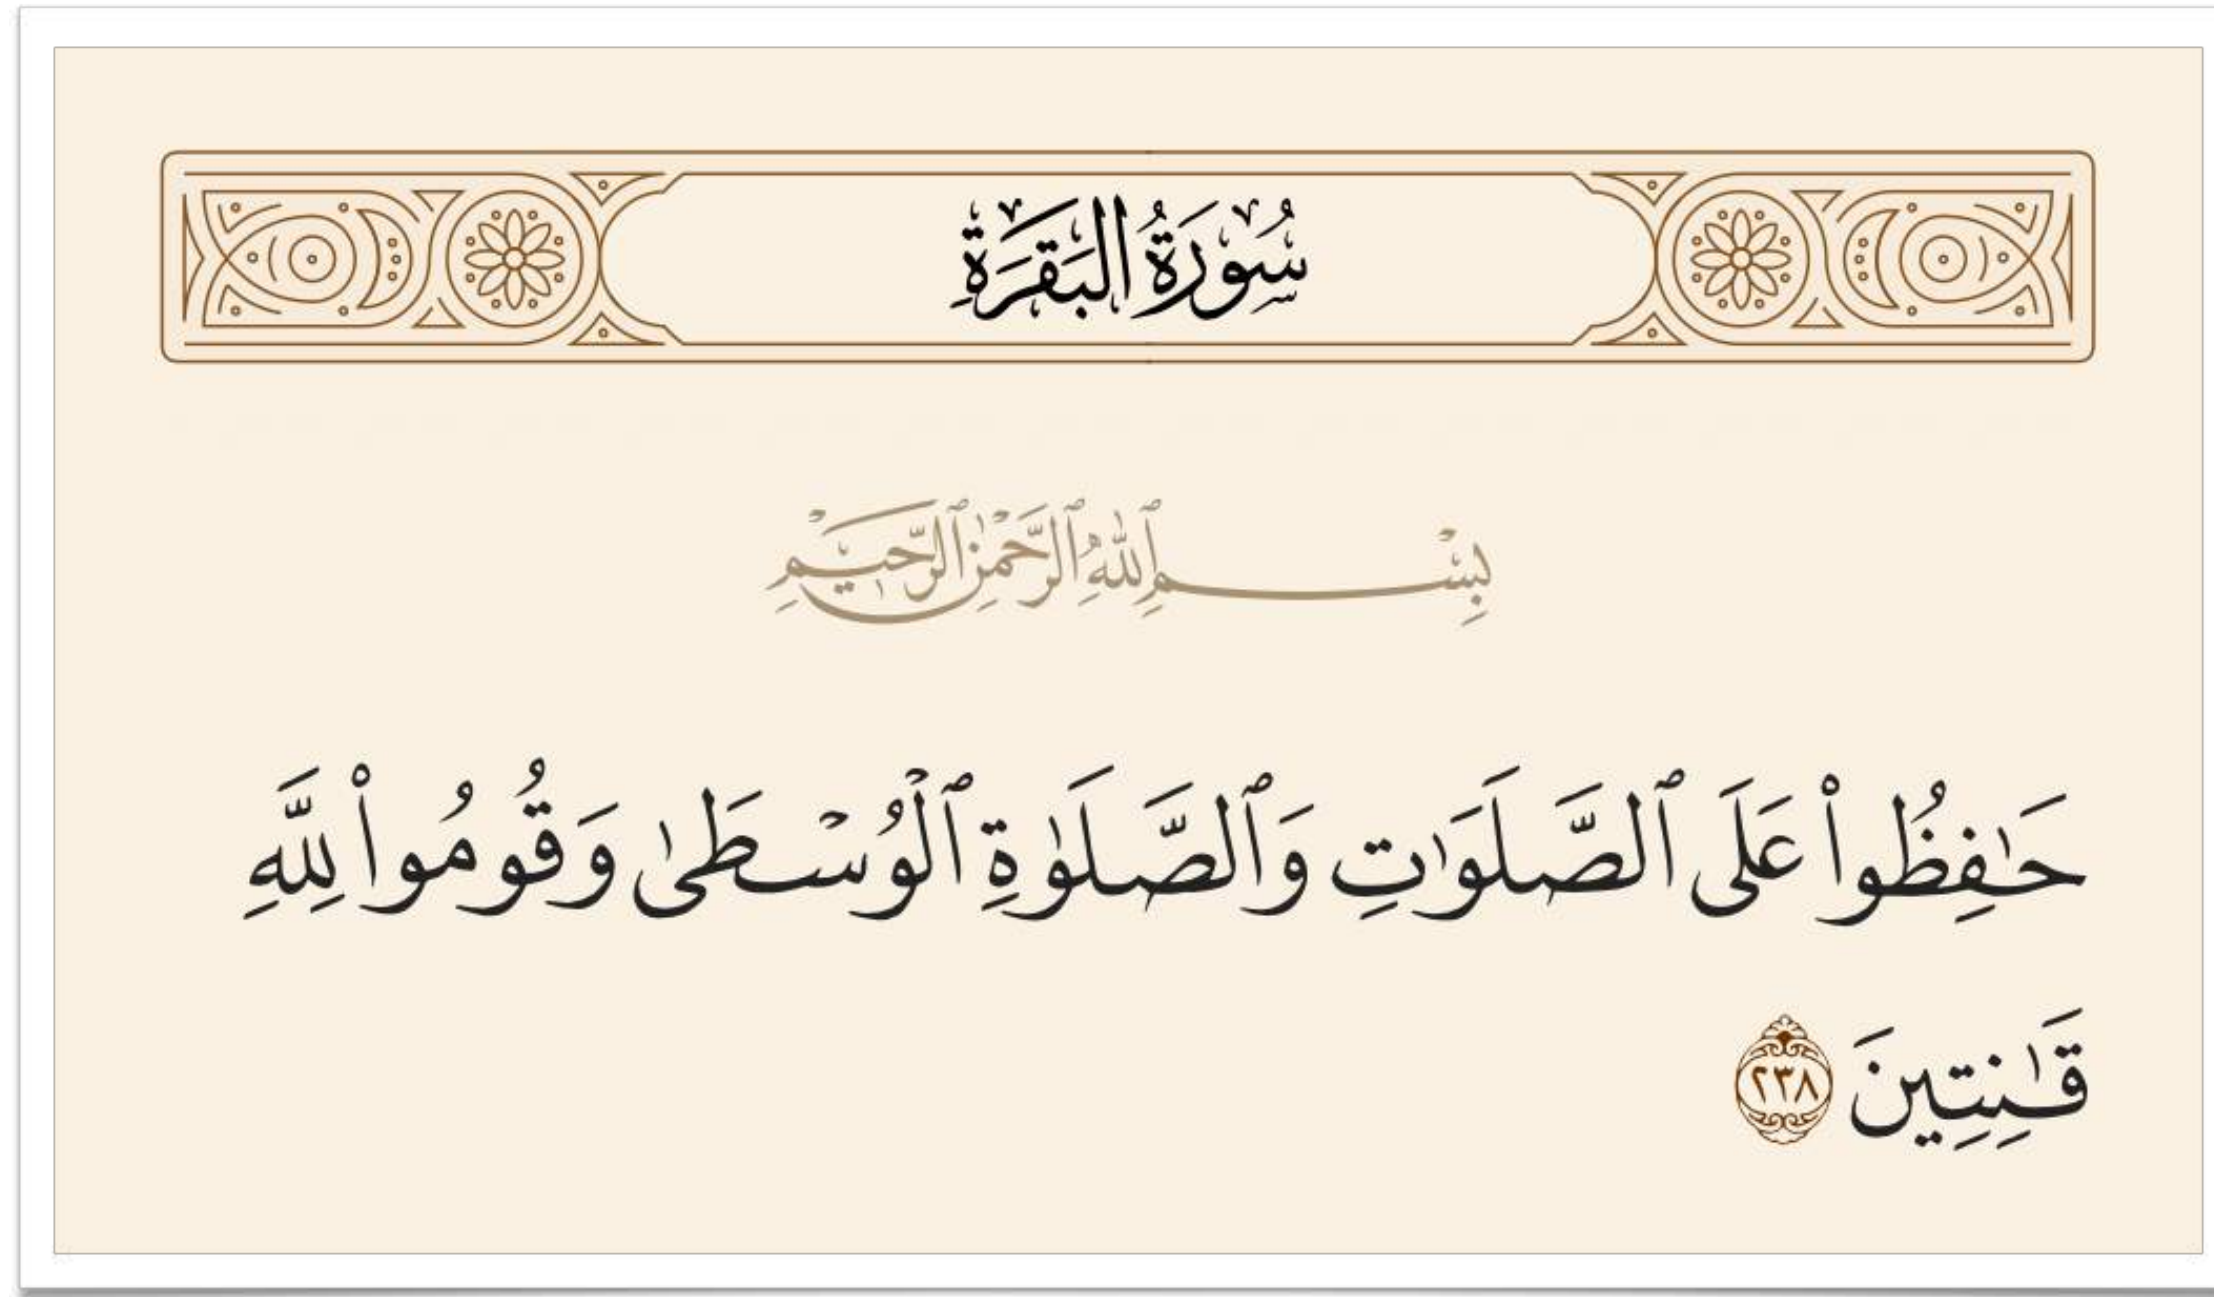 سُورَةُ البَقَرَةِ
بِسْمِ ٱللَّهِ ٱلرَّحْمَٰنِ ٱلرَّحِيمِ
حَـٰفِظُوا۟ عَلَى ٱلصَّلَوَٰتِ وَٱلصَّلَوٰةِ ٱلْوُسْطَىٰ وَقُومُوا۟ لِلَّهِ
قَـٰنِتِينَ ٢٣٨